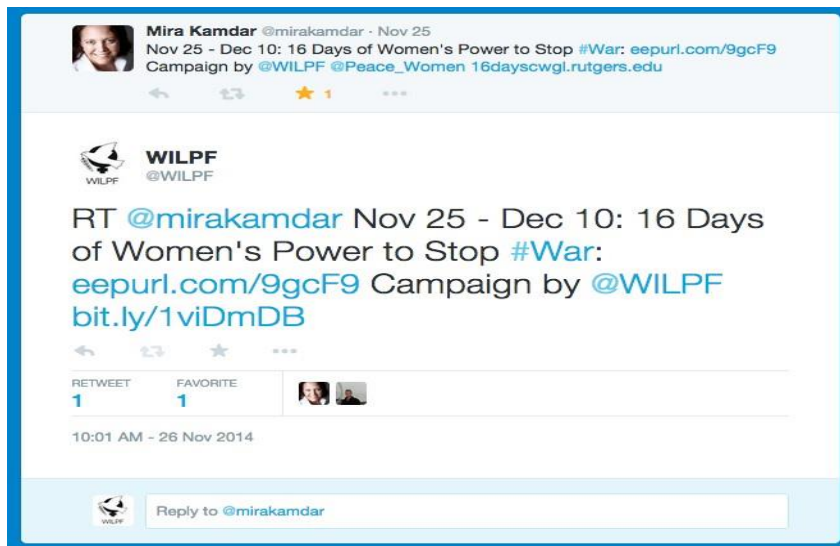 Mira Kamdar @mirakamdar · Nov 25
Nov 25 - Dec 10: 16 Days of Women's Power to Stop #War: eepurl.com/9gcF9
Campaign by @WILPF @Peace_Women 16dayscwgl.rutgers.edu
1
WILPF
WILPF
@WILPF
RT @mirakamdar Nov 25 - Dec 10: 16 Days
of Women's Power to Stop #War:
eepurl.com/9gcF9 Campaign by @WILPF
bit.ly/1viDmDB
RETWEET FAVORITE
1 1
10:01 AM - 26 Nov 2014
WILPF
Reply to @mirakamdar